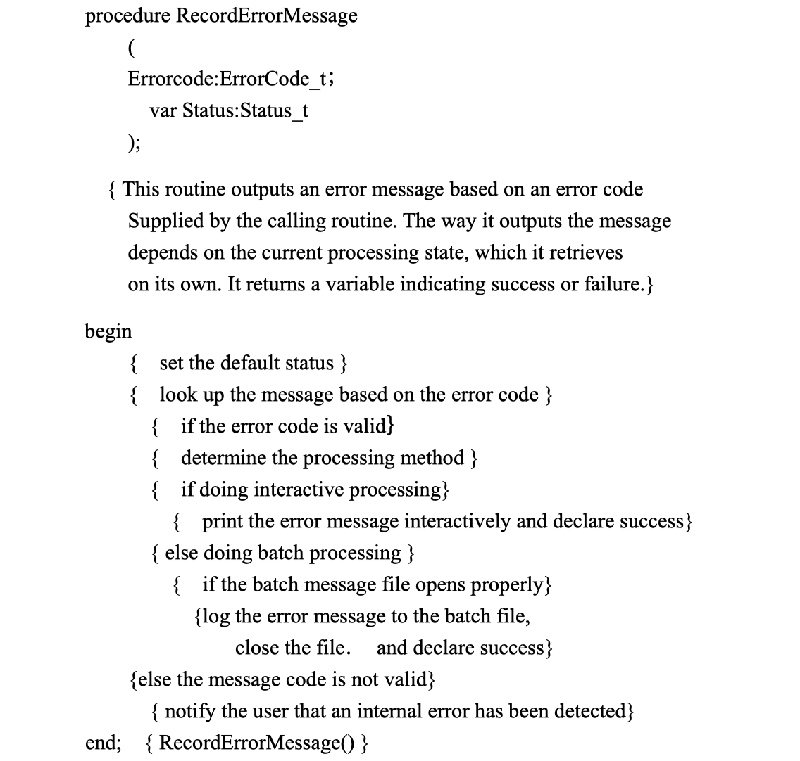 procedure RecordErrorMessage
(
Errorcode:ErrorCode_t;
var Status:Status_t
);
{ This routine outputs an error message based on an error code
Supplied by the calling routine. The way it outputs the message
depends on the current processing state, which it retrieves
on its own. It returns a variable indicating success or failure.}
begin
{ set the default status }
{ look up the message based on the error code }
{ if the error code is valid}
{ determine the processing method }
{ if doing interactive processing}
{ print the error message interactively and declare success}
{ else doing batch processing }
{ if the batch message file opens properly}
{log the error message to the batch file,
close the file. and declare success}
{else the message code is not valid}
{ notify the user that an internal error has been detected}
end; { RecordErrorMessage() }